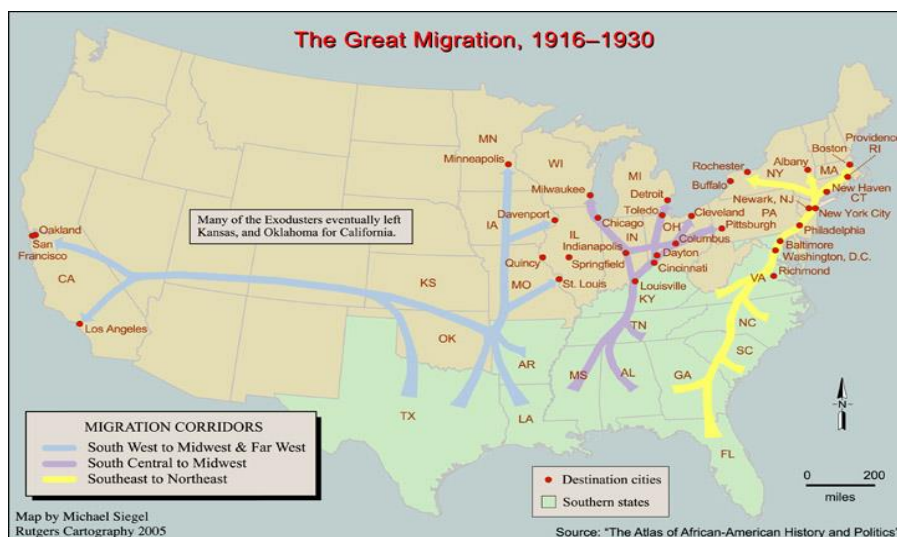 The Great Migration, 1916–1930
MN
Minneapolis
WI
Milwaukee
MI
Detroit
Toledo
Rochester
Buffalo
Albany
NY
Boston
MA
Providence
RI
New Haven
CT
Newark, NJ
New York City
PA
Philadelphia
Cleveland
Pittsburgh
OH
Columbus
Dayton
Cincinnati
Baltimore
Washington, D.C.
Richmond
VA
IA
Davenport
Chicago
IL
IN
Indianapolis
Quincy
Springfield
MO
St. Louis
Louisville
KY
Many of the Exodusters eventually left
Kansas, and Oklahoma for California.
Oakland
San
Francisco
CA
Los Angeles
KS
OK
AR
TN
NC
SC
MS
AL
GA
TX
LA
FL
MIGRATION CORRIDORS
South West to Midwest & Far West
South Central to Midwest
Southeast to Northeast
Destination cities
Southern states
N
0 200
miles
Map by Michael Siegel
Rutgers Cartography 2005
Source: "The Atlas of African-American History and Politics"